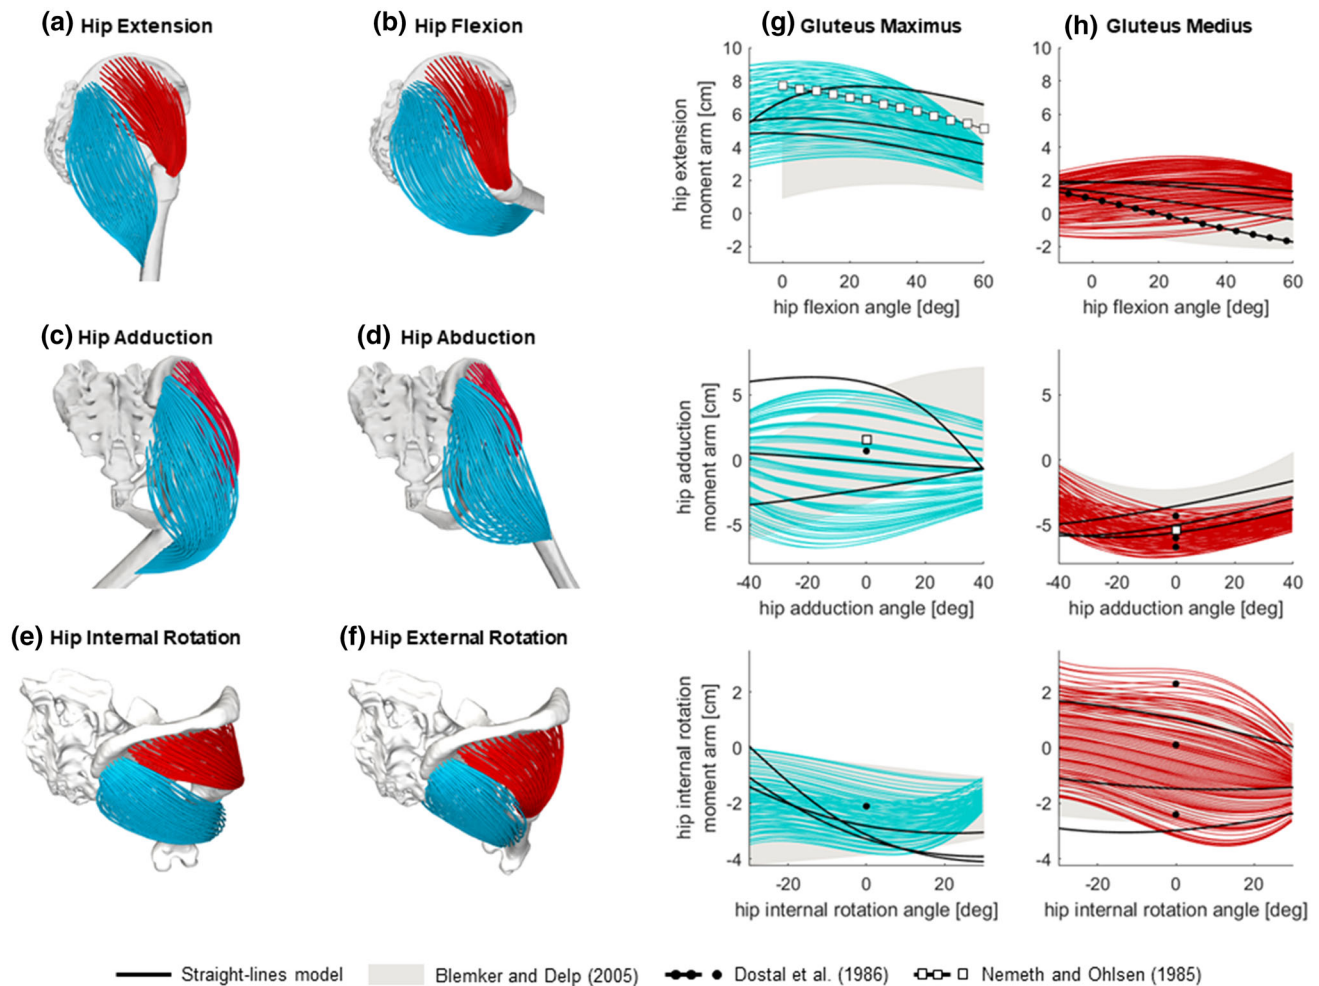 (a) Hip Extension
(b) Hip Flexion
(c) Hip Adduction
(d) Hip Abduction
(e) Hip Internal Rotation
(f) Hip External Rotation
(g) Gluteus Maximus
(h) Gluteus Medius
hip extension
moment arm [cm]
10
8
6
4
2
0
-2
0 20 40 60
hip flexion angle [deg]
10
8
6
4
2
0
-2
0 20 40 60
hip flexion angle [deg]
hip adduction
moment arm [cm]
5
0
-5
-40 -20 0 20 40
hip adduction angle [deg]
0
-5
-40 -20 0 20 40
hip adduction angle [deg]
hip internal rotation
moment arm [cm]
2
0
-2
-4
-20 0 20
hip internal rotation angle [deg]
2
0
-2
-4
-20 0 20
hip internal rotation angle [deg]
Straight-lines model
Blemker and Delp (2005)
Dostal et al. (1986)
Nemeth and Ohlsen (1985)